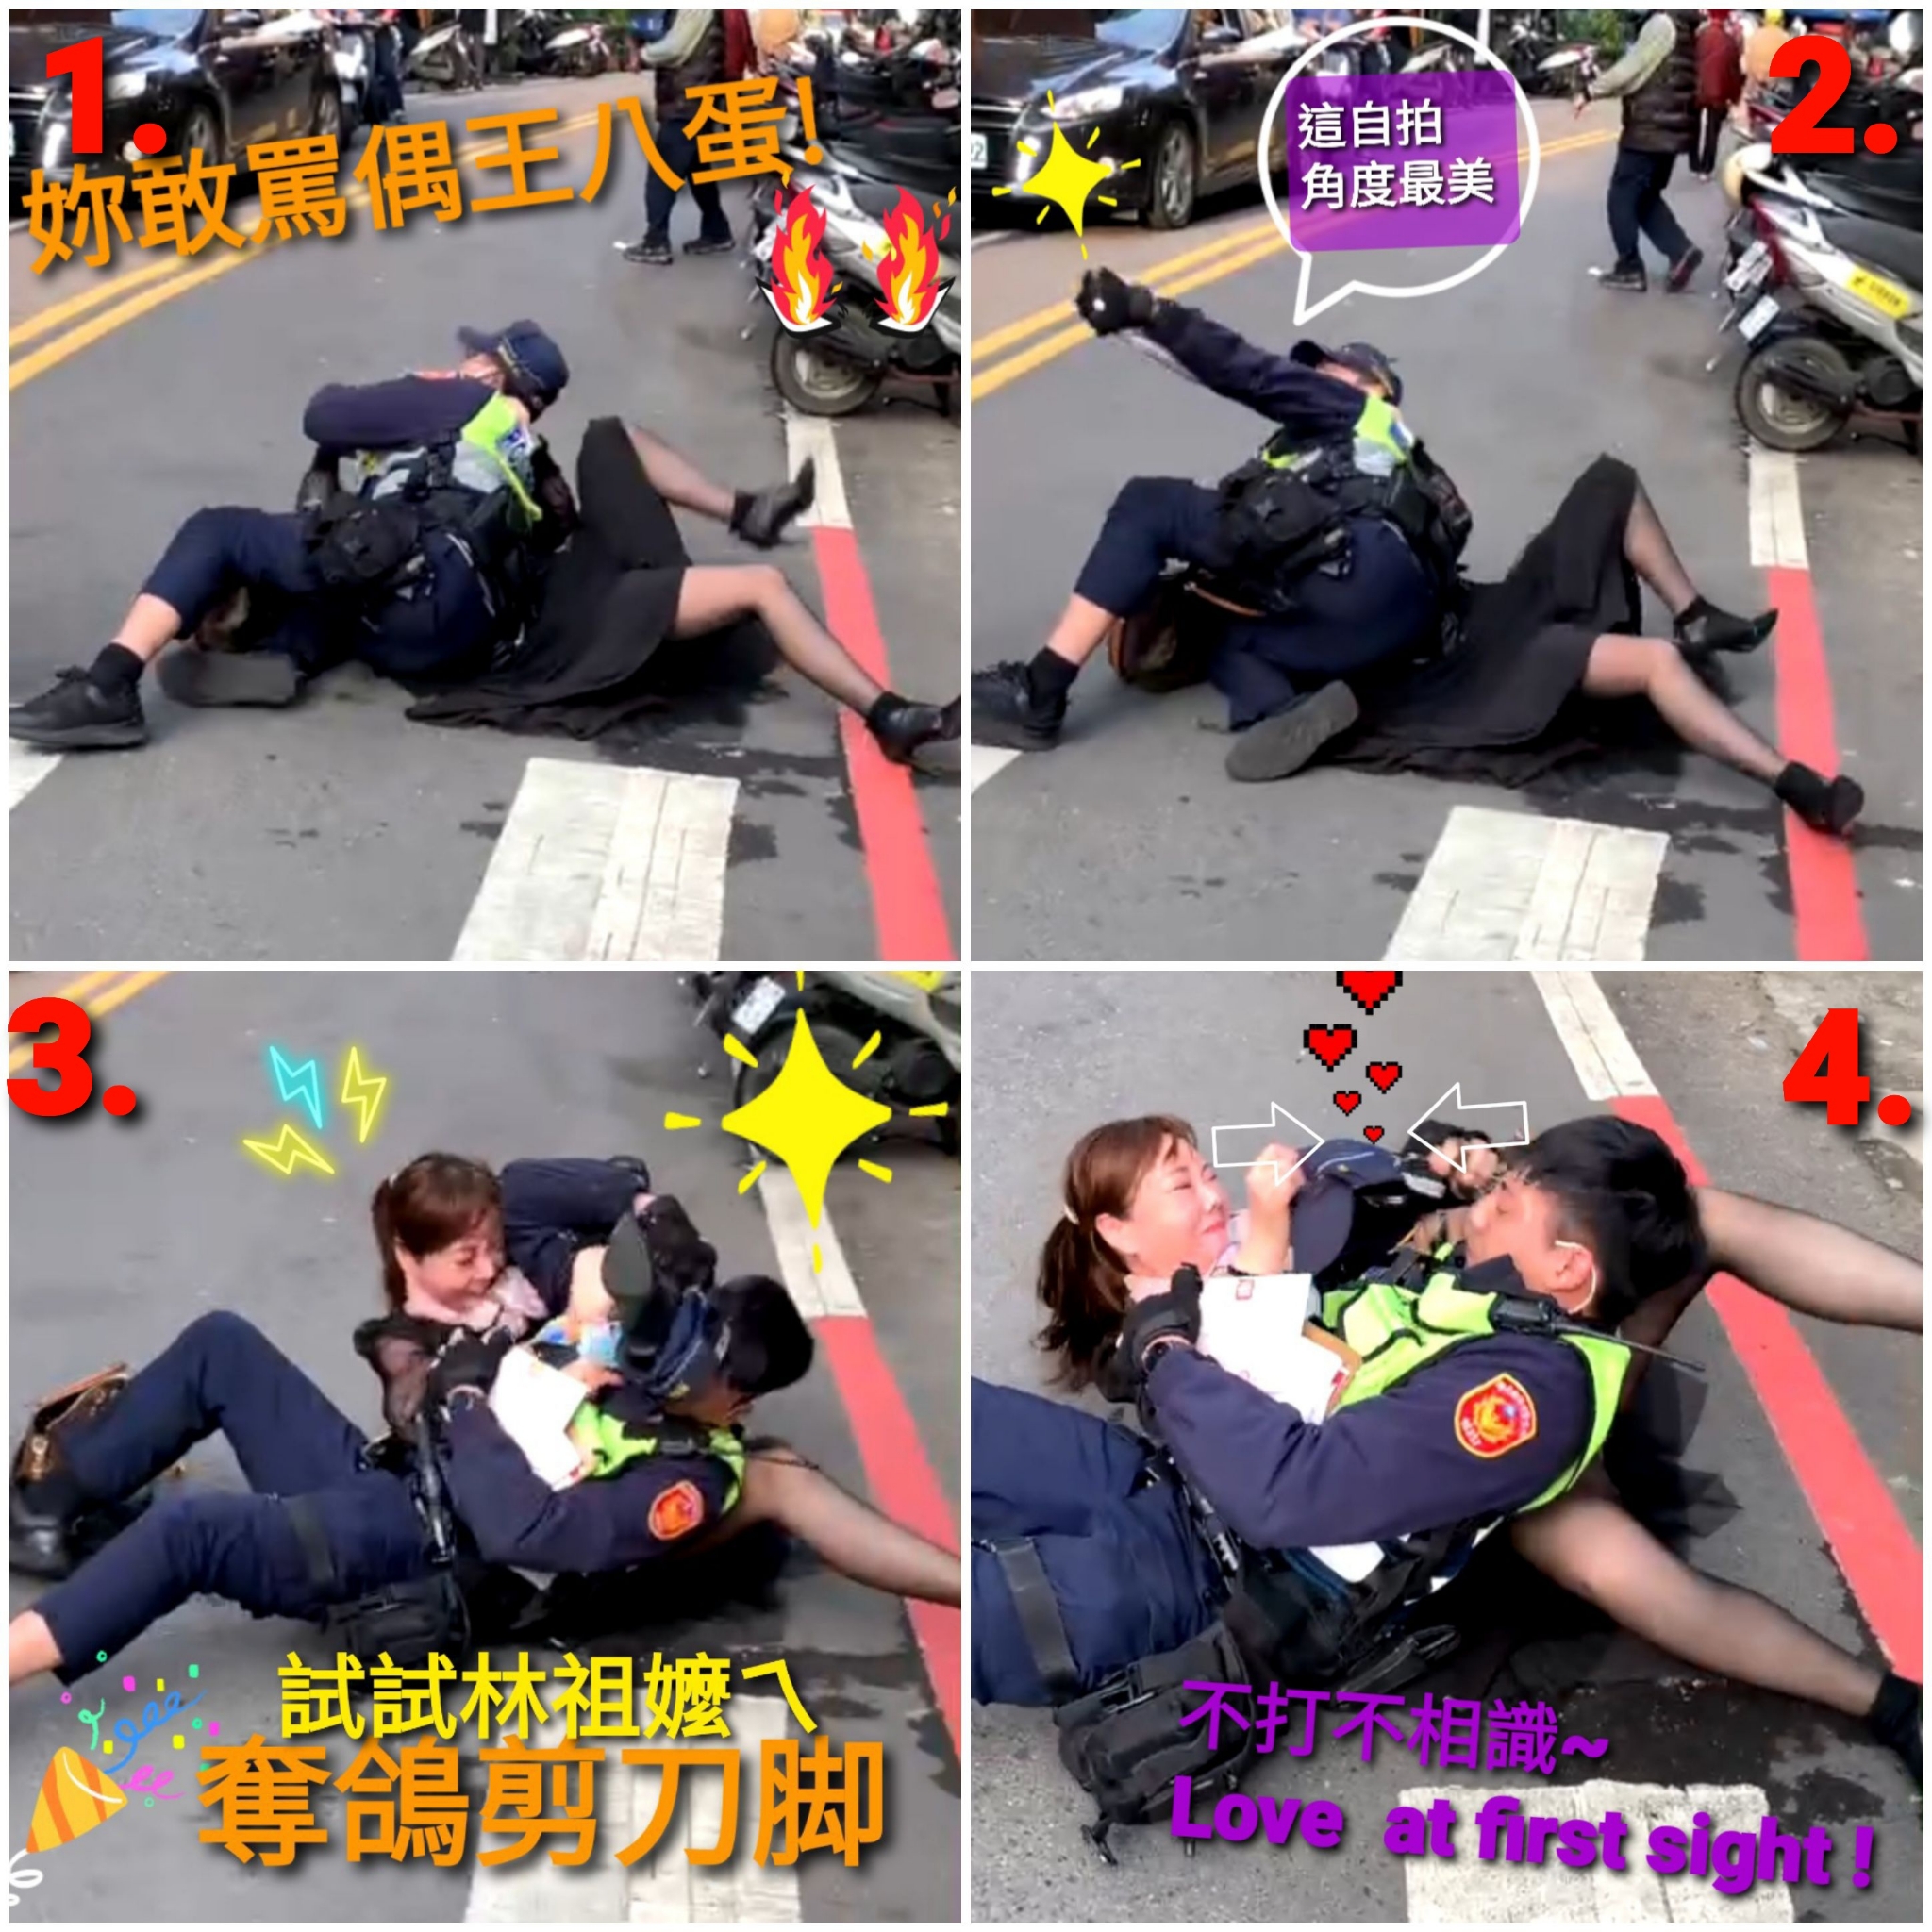 1.
妳敢罵偶王八蛋!
2.
這自拍
角度最美
3.
試試林祖嬤ㄟ
奪鴿剪刀脚
4.
不打不相識~
Love at first sight !